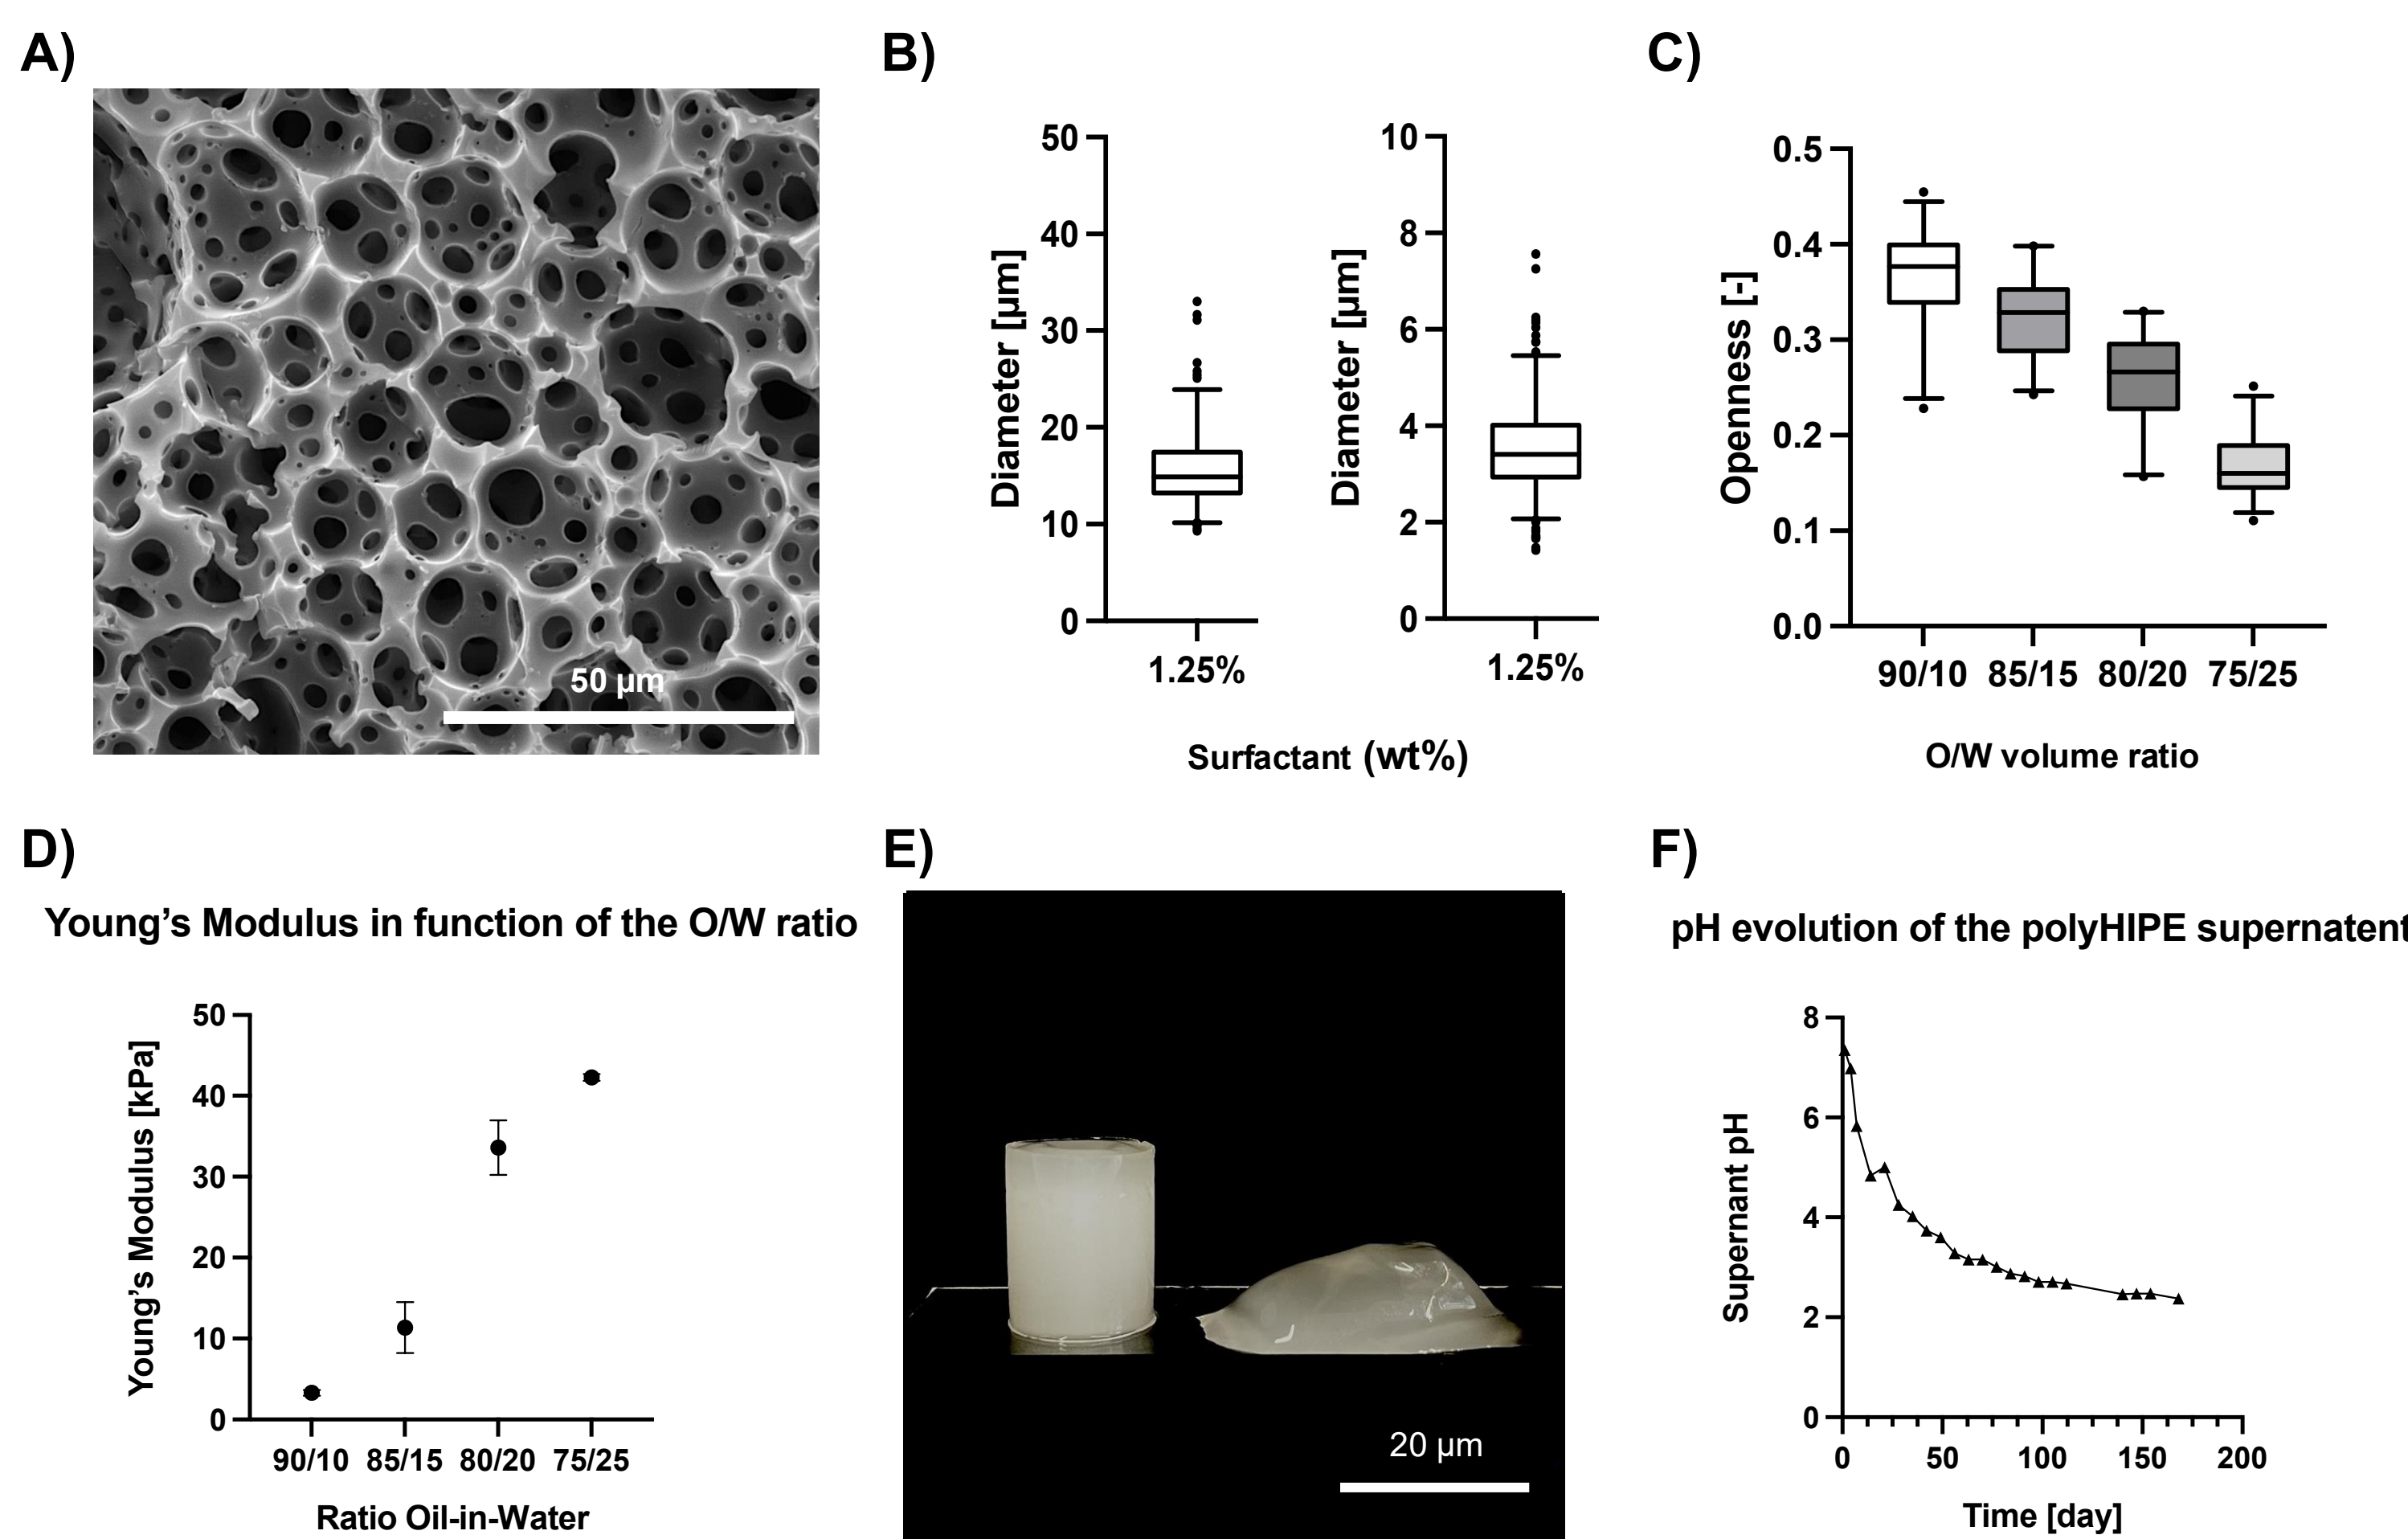 A)
50 µm
B)
Diameter [µm]
50
40
30
20
10
0
1.25%
Diameter [µm]
10
8
6
4
2
0
1.25%
Surfactant (wt%)
C)
Openness [-]
0.5
0.4
0.3
0.2
0.1
0.0
90/10 85/15 80/20 75/25
O/W volume ratio
D)
Young’s Modulus in function of the O/W ratio
Young’s Modulus [kPa]
50
40
30
20
10
0
90/10 85/15 80/20 75/25
Ratio Oil-in-Water
E)
20 µm
F)
pH evolution of the polyHIPE supernatent
Supernant pH
8
6
4
2
0
0 50 100 150 200
Time [day]